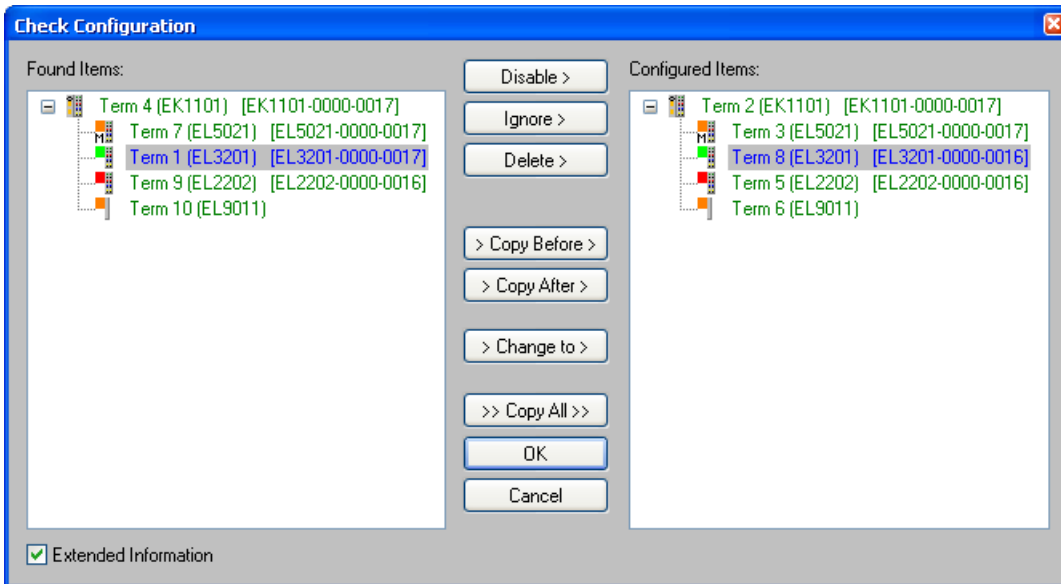 Check Configuration
Found Items:
Term 4 (EK1101) [EK1101-0000-0017]
Term 7 (EL5021) [EL5021-0000-0017]
Term 1 (EL3201) [EL3201-0000-0017]
Term 9 (EL2202) [EL2202-0000-0016]
Term 10 (EL9011)
Disable >
Ignore >
Delete >
> Copy Before >
> Copy After >
> Change to >
>> Copy All >>
OK
Cancel
Configured Items:
Term 2 (EK1101) [EK1101-0000-0017]
Term 3 (EL5021) [EL5021-0000-0017]
Term 8 (EL3201) [EL3201-0000-0016]
Term 5 (EL2202) [EL2202-0000-0016]
Term 6 (EL9011)
Extended Information